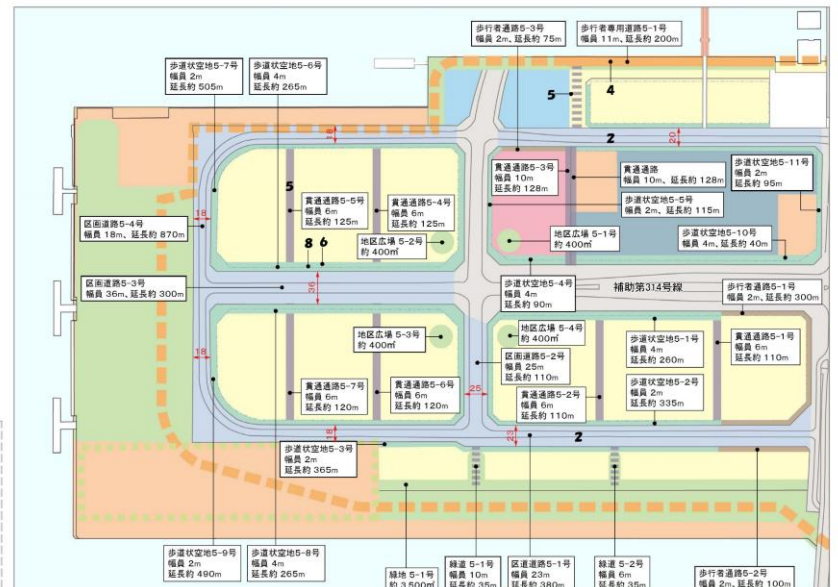 歩行者通路5-3号
幅員 2m、延長約 75m
歩行者専用道路5-1号
幅員 11m、延長約 200m
歩道状空地5-7号
幅員 2m
延長約 505m
歩道状空地5-6号
幅員 4m
延長約 265m
4
5
18
2
20
貫通通路5-3号
幅員 10m
延長約 128m
貫通通路
幅員 10m、延長約 128m
歩道状空地5-11号
幅員 2m
延長約 95m
5
貫通通路5-5号
幅員 6m
延長約 125m
貫通通路5-4号
幅員 6m
延長約 125m
歩道状空地5-5号
幅員 2m、延長約 115m
18
区画道路5-4号
幅員 18m、延長約 870m
地区広場 5-2号
約 400㎡
地区広場 5-1号
約 400㎡
歩道状空地5-10号
幅員 4m、延長約 40m
8
6
区画道路5-3号
幅員 36m、延長約 300m
36
歩道状空地5-4号
幅員 4m
延長約 90m
補助第314号線
歩行者通路5-1号
幅員 2m、延長約 300m
地区広場 5-3号
約 400㎡
地区広場 5-4号
約 400㎡
歩道状空地5-1号
幅員 4m
延長約 260m
貫通通路5-1号
幅員 6m
延長約 110m
18
区画道路5-2号
幅員 25m
延長約 110m
貫通通路5-7号
幅員 6m
延長約 120m
貫通通路5-6号
幅員 6m
延長約 120m
25
貫通通路5-2号
幅員 6m
延長約 110m
歩道状空地5-2号
幅員 2m
延長約 335m
18
23
2
歩道状空地5-3号
幅員 2m
延長約 365m
歩道状空地5-9号
幅員 2m
延長約 490m
歩道状空地5-8号
幅員 4m
延長約 265m
緑地 5-1号
約 3,500㎡
緑道 5-1号
幅員 10m
延長約 35m
区道道路5-1号
幅員 23m
延長約 380m
緑道 5-2号
幅員 6m
延長約 35m
歩行者通路5-2号
幅員 2m、延長約 100m